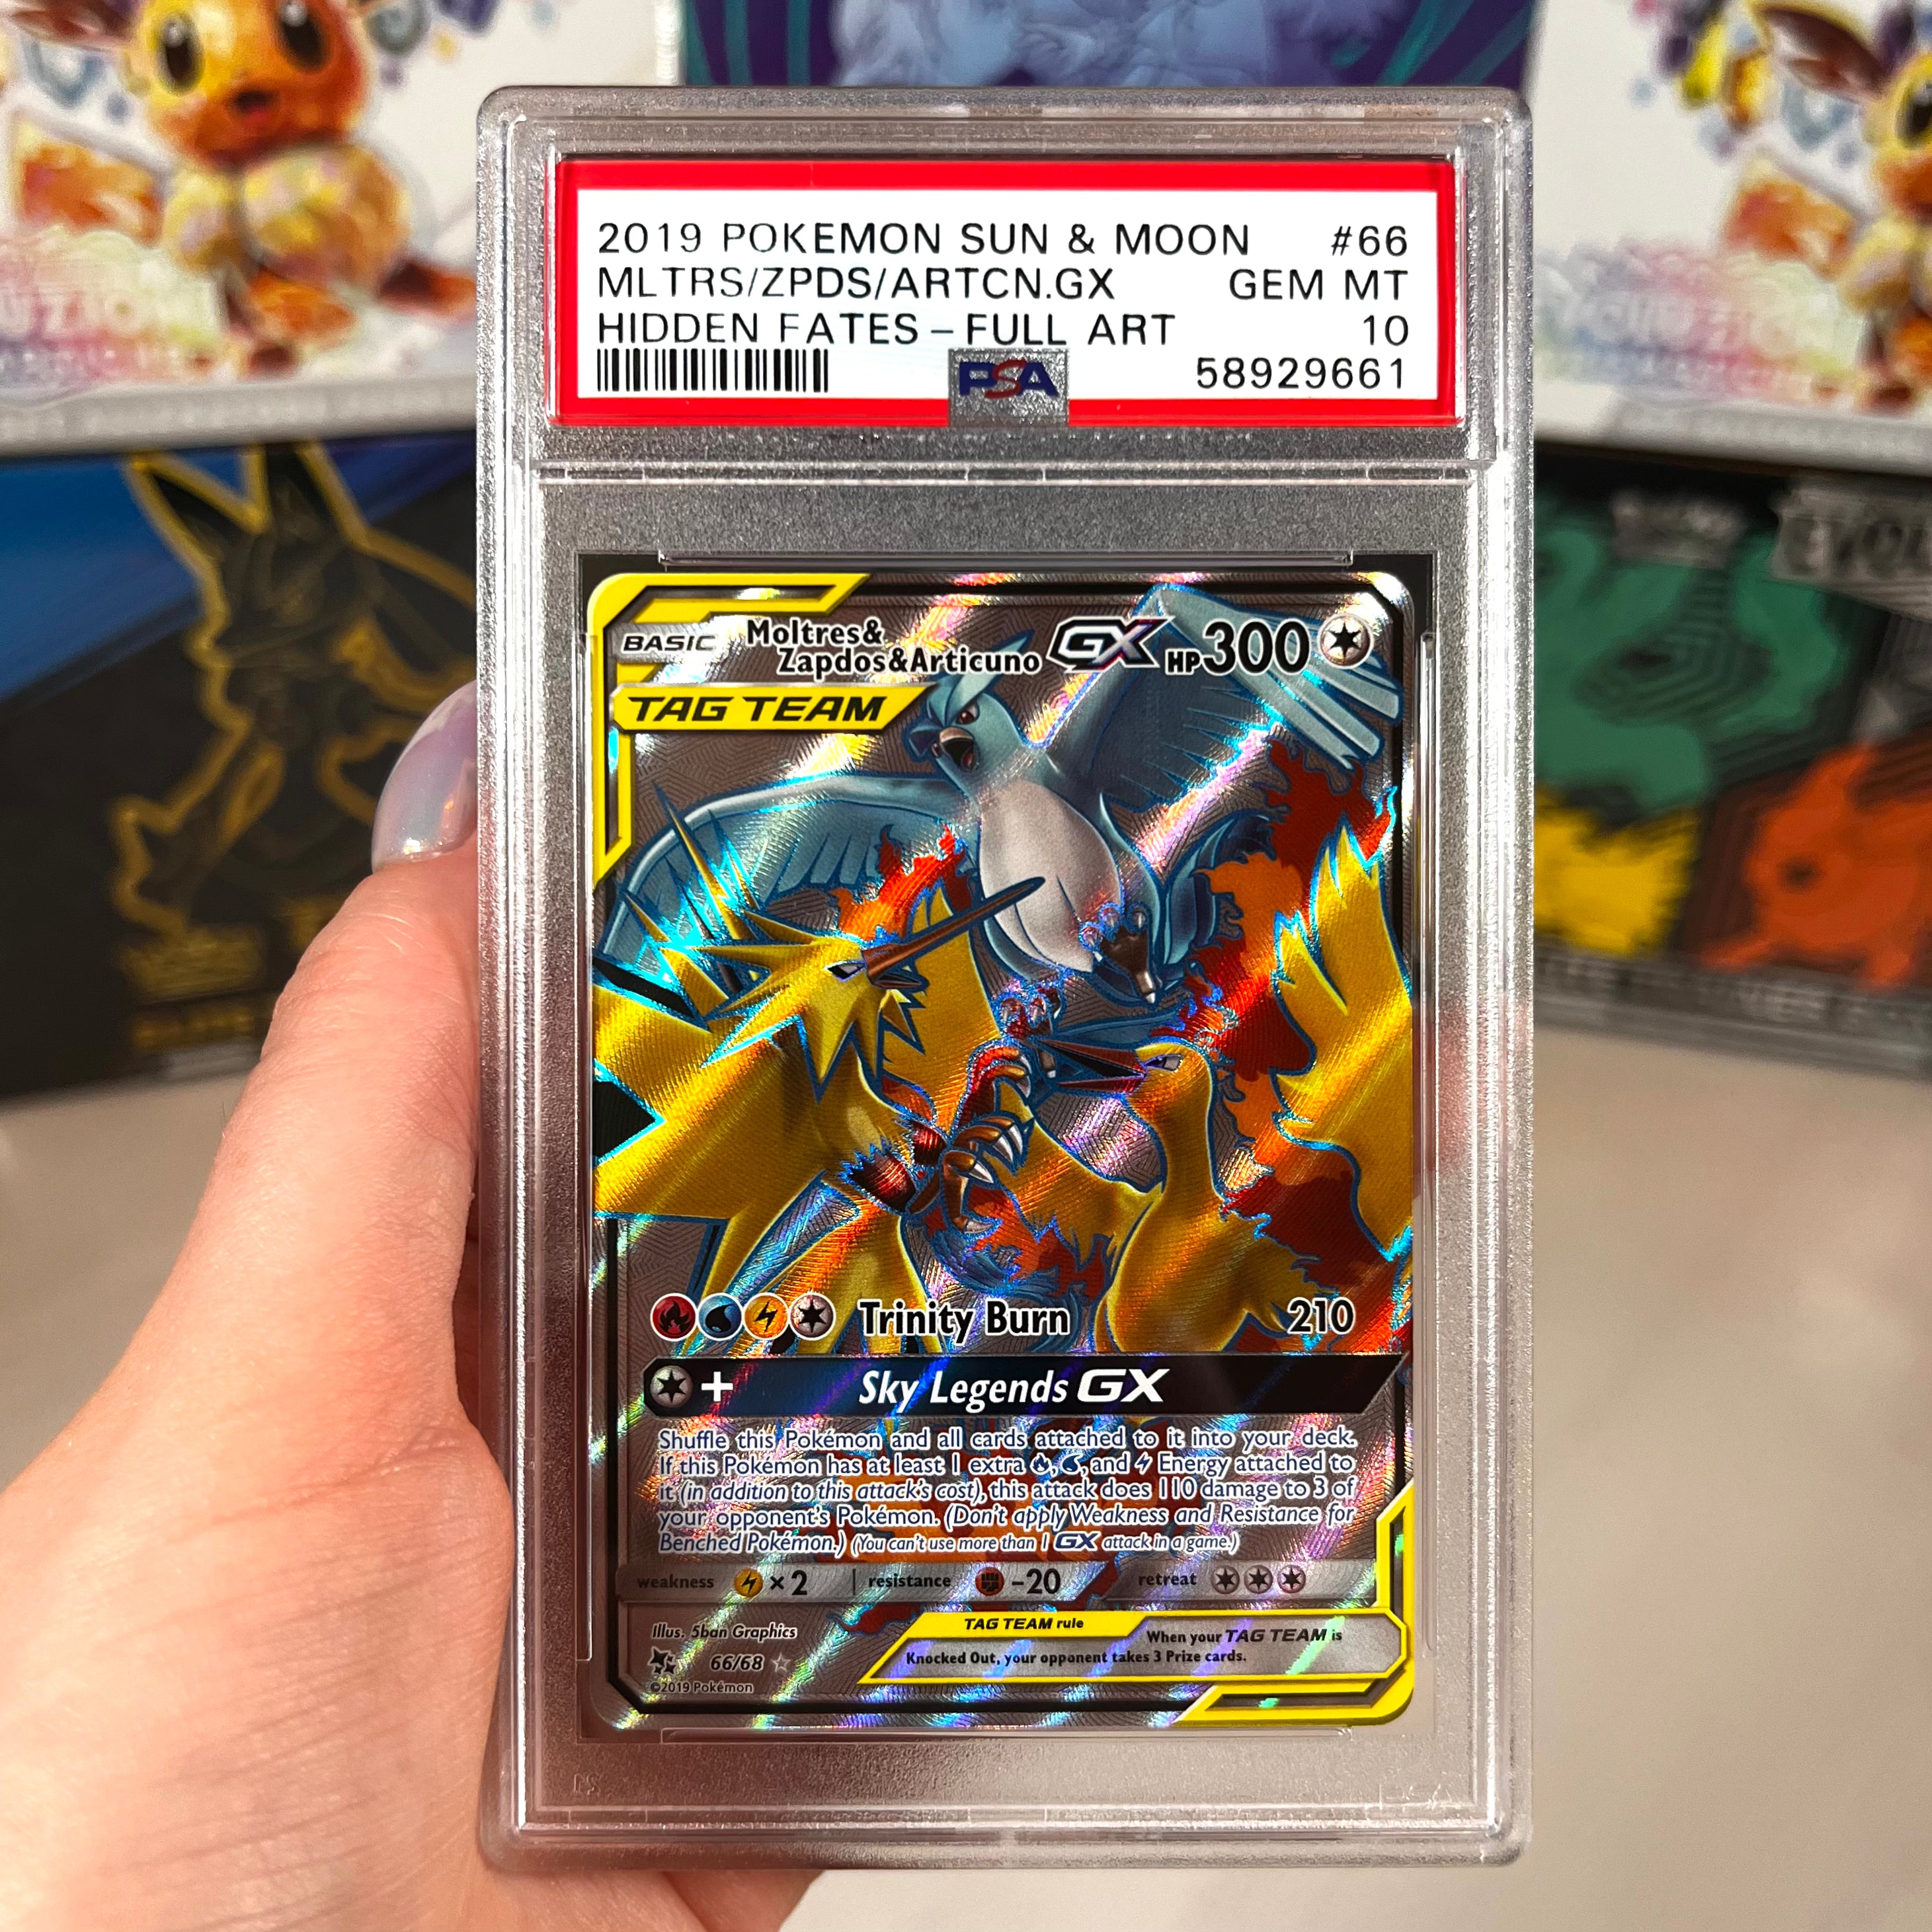 2019 POKEMON SUN & MOON #66
MLTRS/ZPDS/ARTCN.GX GEM MT
HIDDEN FATES – FULL ART 10
58929661
PSA
BASIC Moltres&
Zapdos&Articuno GX HP300
TAG TEAM
Trinity Burn 210
+ Sky Legends GX
Shuffle this Pokémon and all cards attached to it into your deck.
If this Pokémon has at least 1 extra , , and Energy attached to
it (in addition to this attack's cost), this attack does 110 damage to 3 of
your opponent's Pokémon. (Don't apply Weakness and Resistance for
Benched Pokémon.) (You can't use more than 1 GX attack in a game.)
weakness ×2 resistance -20 retreat
Illus. 5ban Graphics
TAG TEAM rule
When your TAG TEAM is
Knocked Out, your opponent takes 3 Prize cards.
66/68
©2019 Pokémon